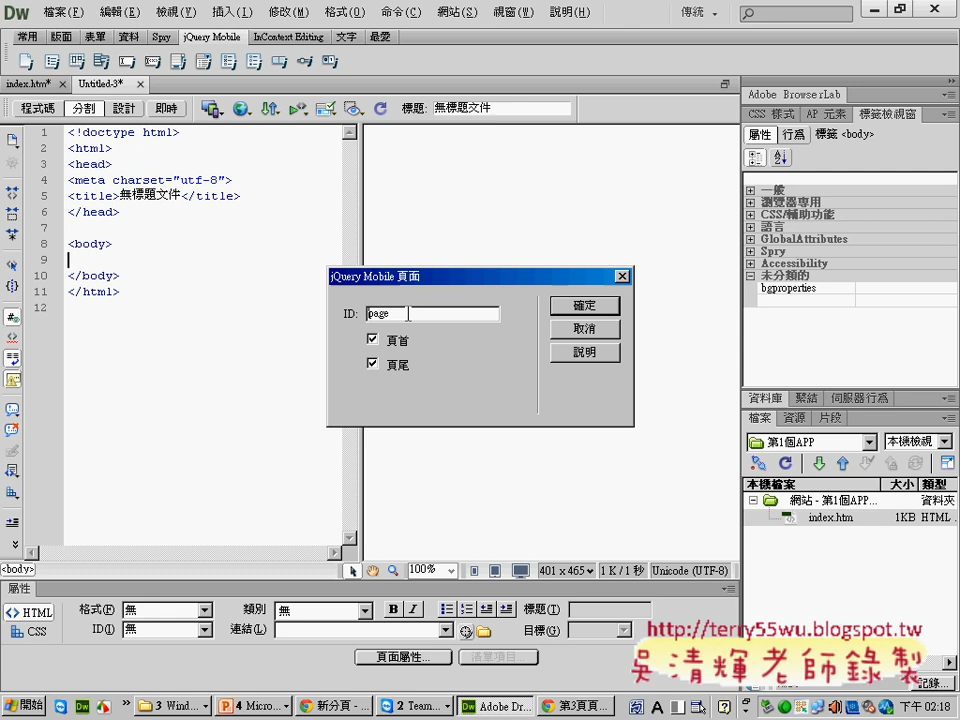 Dw 檔案(F) 編輯(E) 檢視(V) 插入(I) 修改(M) 格式(O) 命令(C) 網站(S) 視窗(W) 說明(H) 傳統
常用 版面 表單 資料 Spry jQuery Mobile InContext Editing 文字 最愛
index.htm* Untitled-3*
程式碼 分割 設計 即時 標題: 無標題文件
1 <!doctype html>
2 <html>
3 <head>
4 <meta charset="utf-8">
5 <title>無標題文件</title>
6 </head>
7
8 <body>
9
10 </body>
11 </html>
12
jQuery Mobile 頁面
ID: page
頁首
頁尾
確定
取消
說明
Adobe BrowserLab
CSS 樣式 AP 元素 標籤檢視窗
屬性 行為 標籤 <body>
一般
瀏覽器專用
CSS/輔助功能
語言
GlobalAttributes
Spry
Accessibility
未分類的
bgproperties
資料庫 繫結 伺服器行為
檔案 資源 片段
第1個APP 本機檢視
本機檔案 大小 類型
網站 - 第1個APP... 資料夾
index.htm 1KB HTML
<body> 100% 401 x 465 1 K / 1 秒 Unicode (UTF-8)
屬性
<> HTML 格式(F) 無 類別 無 B I 標題(T)
CSS ID(I) 無 連結(L) 目標(G)
頁面屬性... 清單項目...
http://terry55wu.blogspot.tw
吳清輝老師錄製
記錄...
開始 Dw 3 Wind... 4 Micro... 新分頁 -... 2 Team... Adobe Dr... 第3頁頁... 下午 02:18